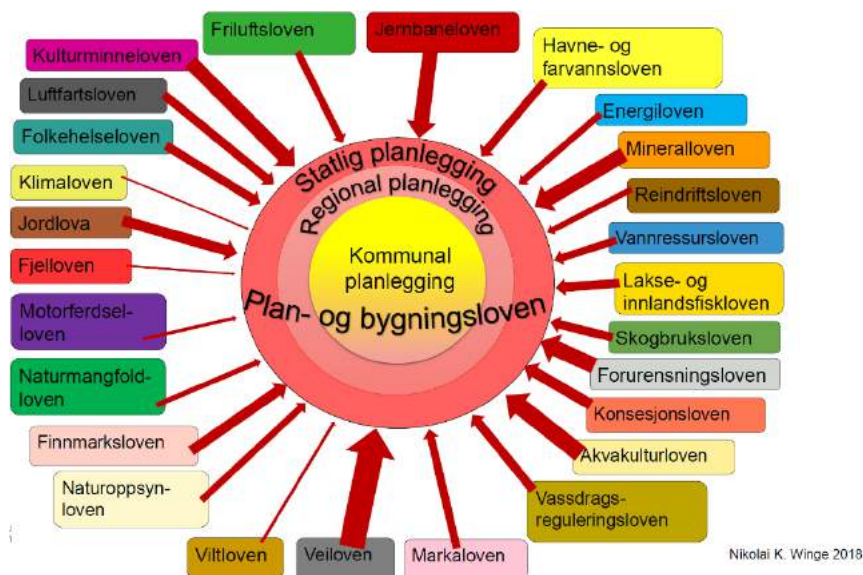 Friluftsloven
Jernbaneloven
Havne- og
farvannsloven
Kulturminneloven
Luftfartsloven
Folkehelseloven
Klimaloven
Jordlova
Fjelloven
Motorferdsel-
loven
Naturmangfold-
loven
Finnmarksloven
Naturoppsyn-
loven
Viltloven
Veiloven
Markaloven
Energiloven
Mineralloven
Reindriftsloven
Vannressursloven
Lakse- og
innlandsfiskloven
Skogbruksloven
Forurensningsloven
Konsesjonsloven
Akvakulturloven
Vassdrags-
reguleringsloven
Statlig planlegging
Regional planlegging
Kommunal
planlegging
Plan- og bygningsloven
Nikolai K. Winge 2018